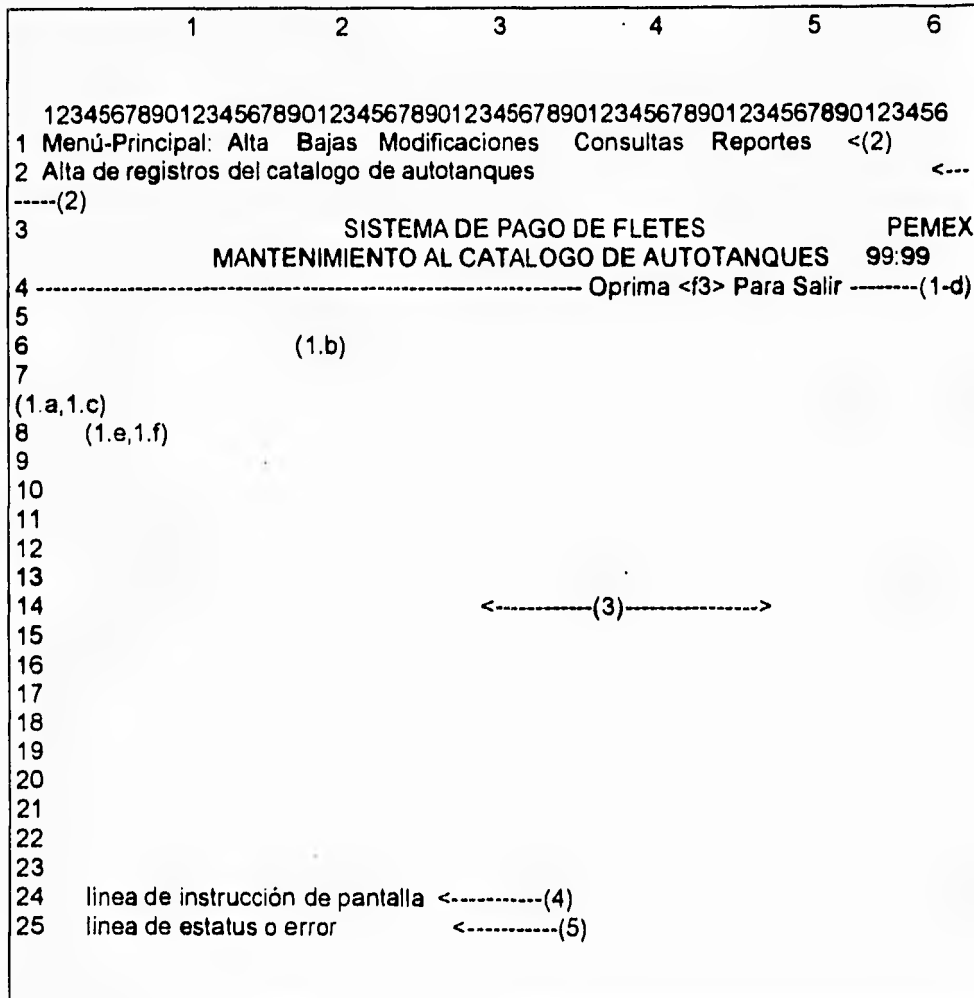 1 2 3 4 5 6
12345678901234567890123456789012345678901234567890123456
1 Menú-Principal: Alta Bajas Modificaciones Consultas Reportes <(2)
2 Alta de registros del catalogo de autotanques <---
-----(2)
3 SISTEMA DE PAGO DE FLETES PEMEX
MANTENIMIENTO AL CATALOGO DE AUTOTANQUES 99:99
4 ------------------------------------------------------------ Oprima <f3> Para Salir --------(1-d)
5
6 (1.b)
7
(1.a,1.c)
8 (1.e,1.f)
9
10
11
12
13
14 <------------(3)---------------->
15
16
17
18
19
20
21
22
23
24 linea de instrucción de pantalla <-----------(4)
25 linea de estatus o error <-----------(5)